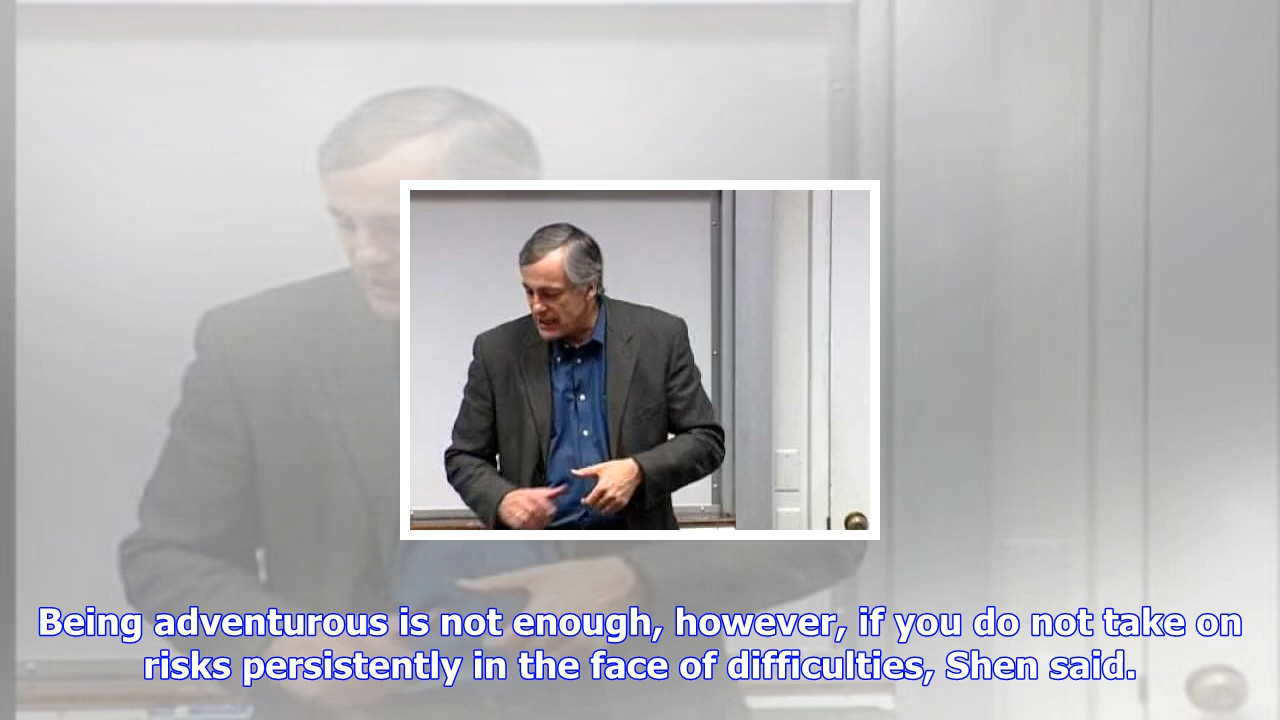 Being adventurous is not enough, however, if you do not take on
risks persistently in the face of difficulties, Shen said.